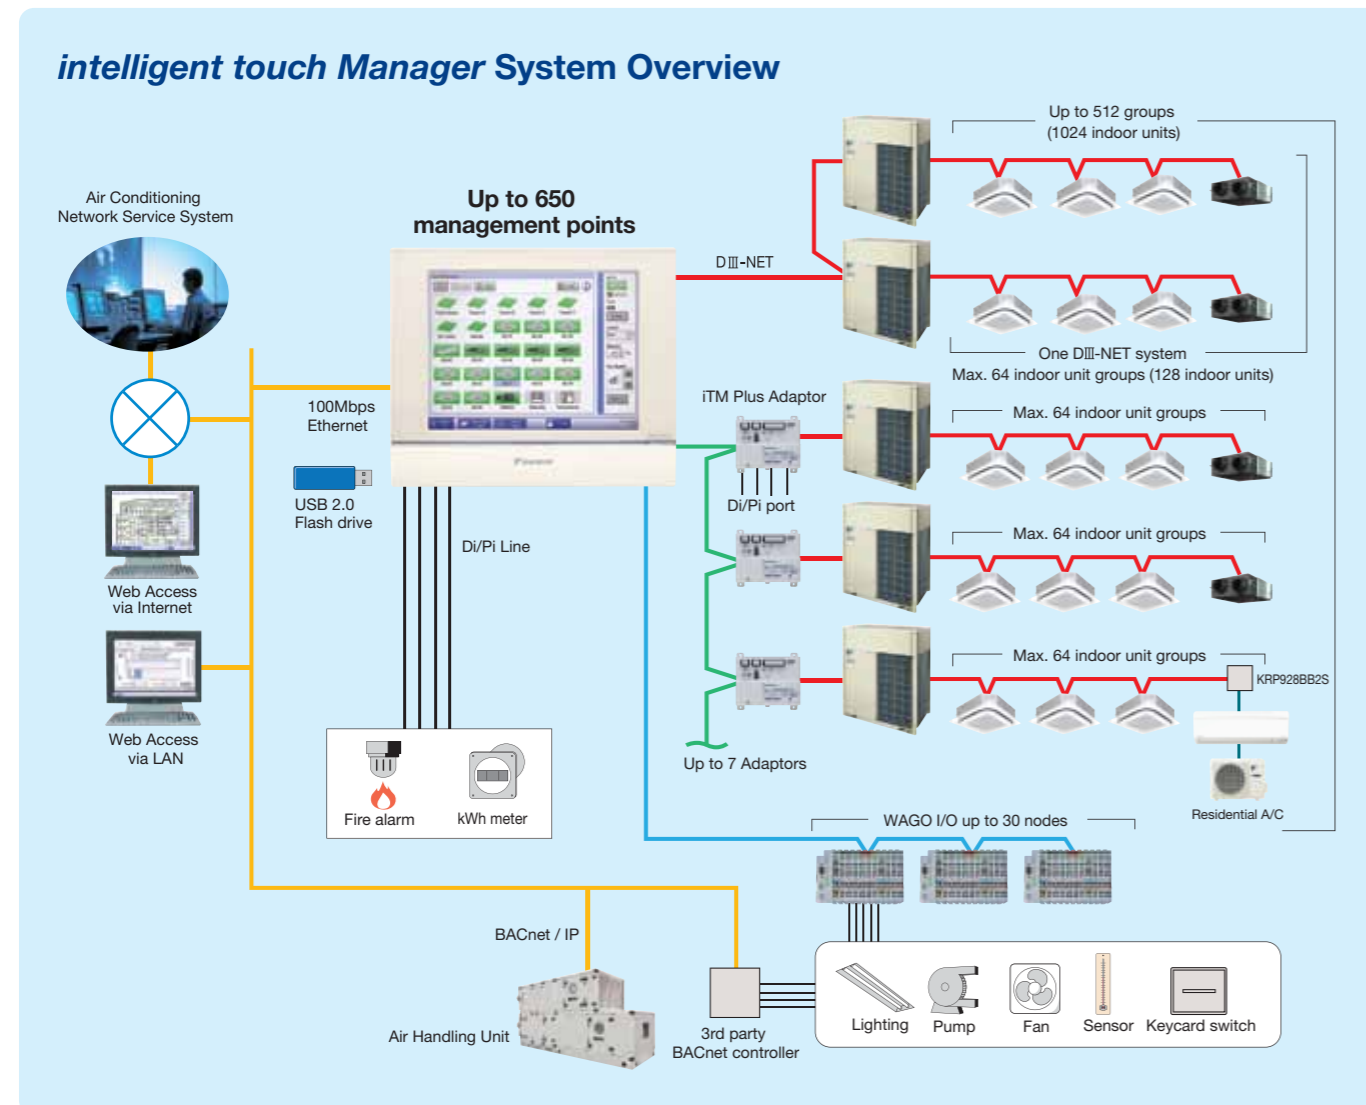 intelligent touch Manager System Overview
Up to 512 groups
(1024 indoor units)
Air Conditioning
Network Service System
Up to 650
management points
DⅢ-NET
One DⅢ-NET system
Max. 64 indoor unit groups (128 indoor units)
100Mbps
Ethernet
iTM Plus Adaptor
Max. 64 indoor unit groups
USB 2.0
Flash drive
Di/Pi port
Di/Pi Line
Max. 64 indoor unit groups
Web Access
via Internet
Max. 64 indoor unit groups
KRP928BB2S
Web Access
via LAN
Up to 7 Adaptors
Residential A/C
Fire alarm
kWh meter
WAGO I/O up to 30 nodes
BACnet / IP
Air Handling Unit
3rd party
BACnet controller
Lighting
Pump
Fan
Sensor
Keycard switch